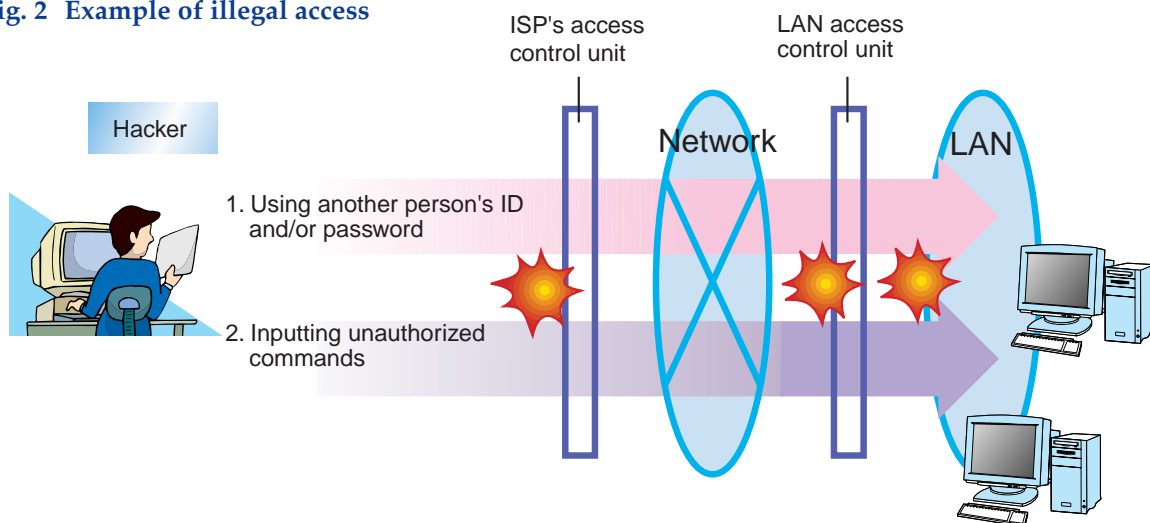 ig. 2 Example of illegal access
ISP's access
control unit
LAN access
control unit
Hacker
Network
LAN
1. Using another person's ID
and/or password
2. Inputting unauthorized
commands